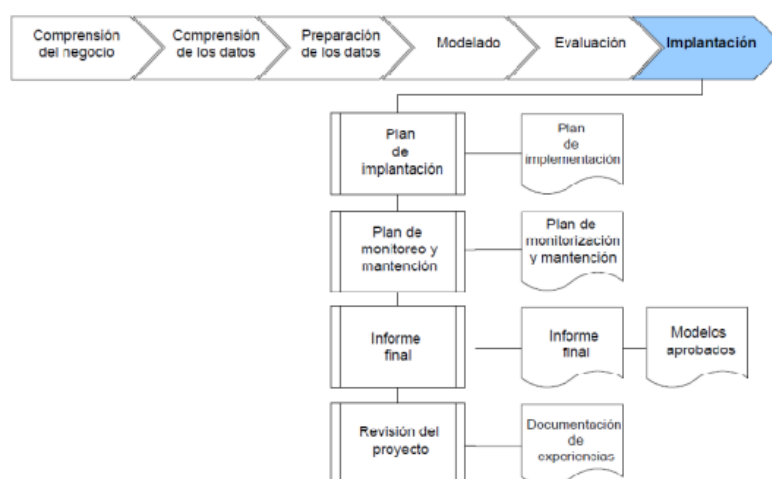 Comprensión
del negocio
Comprensión
de los datos
Preparación
de los datos
Modelado
Evaluación
Implantación
Plan
de
implantación
Plan
de
implementación
Plan de
monitoreo y
mantención
Plan de
monitorización
y mantención
Informe
final
Informe
final
Modelos
aprobados
Revisión del
proyecto
Documentación
de
experiencias